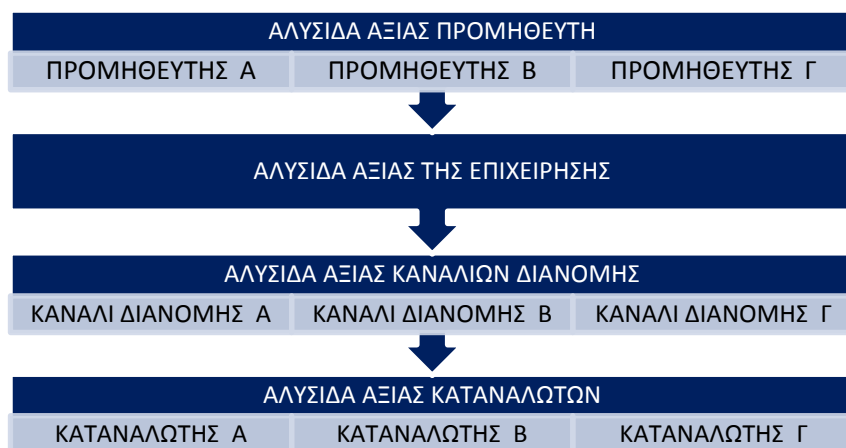 ΑΛΥΣΙΔΑ ΑΞΙΑΣ ΠΡΟΜΗΘΕΥΤΗ
ΠΡΟΜΗΘΕΥΤΗΣ Α ΠΡΟΜΗΘΕΥΤΗΣ Β ΠΡΟΜΗΘΕΥΤΗΣ Γ
ΑΛΥΣΙΔΑ ΑΞΙΑΣ ΤΗΣ ΕΠΙΧΕΙΡΗΣΗΣ
ΑΛΥΣΙΔΑ ΑΞΙΑΣ ΚΑΝΑΛΙΩΝ ΔΙΑΝΟΜΗΣ
ΚΑΝΑΛΙ ΔΙΑΝΟΜΗΣ Α ΚΑΝΑΛΙ ΔΙΑΝΟΜΗΣ Β ΚΑΝΑΛΙ ΔΙΑΝΟΜΗΣ Γ
ΑΛΥΣΙΔΑ ΑΞΙΑΣ ΚΑΤΑΝΑΛΩΤΩΝ
ΚΑΤΑΝΑΛΩΤΗΣ Α ΚΑΤΑΝΑΛΩΤΗΣ Β ΚΑΤΑΝΑΛΩΤΗΣ Γ